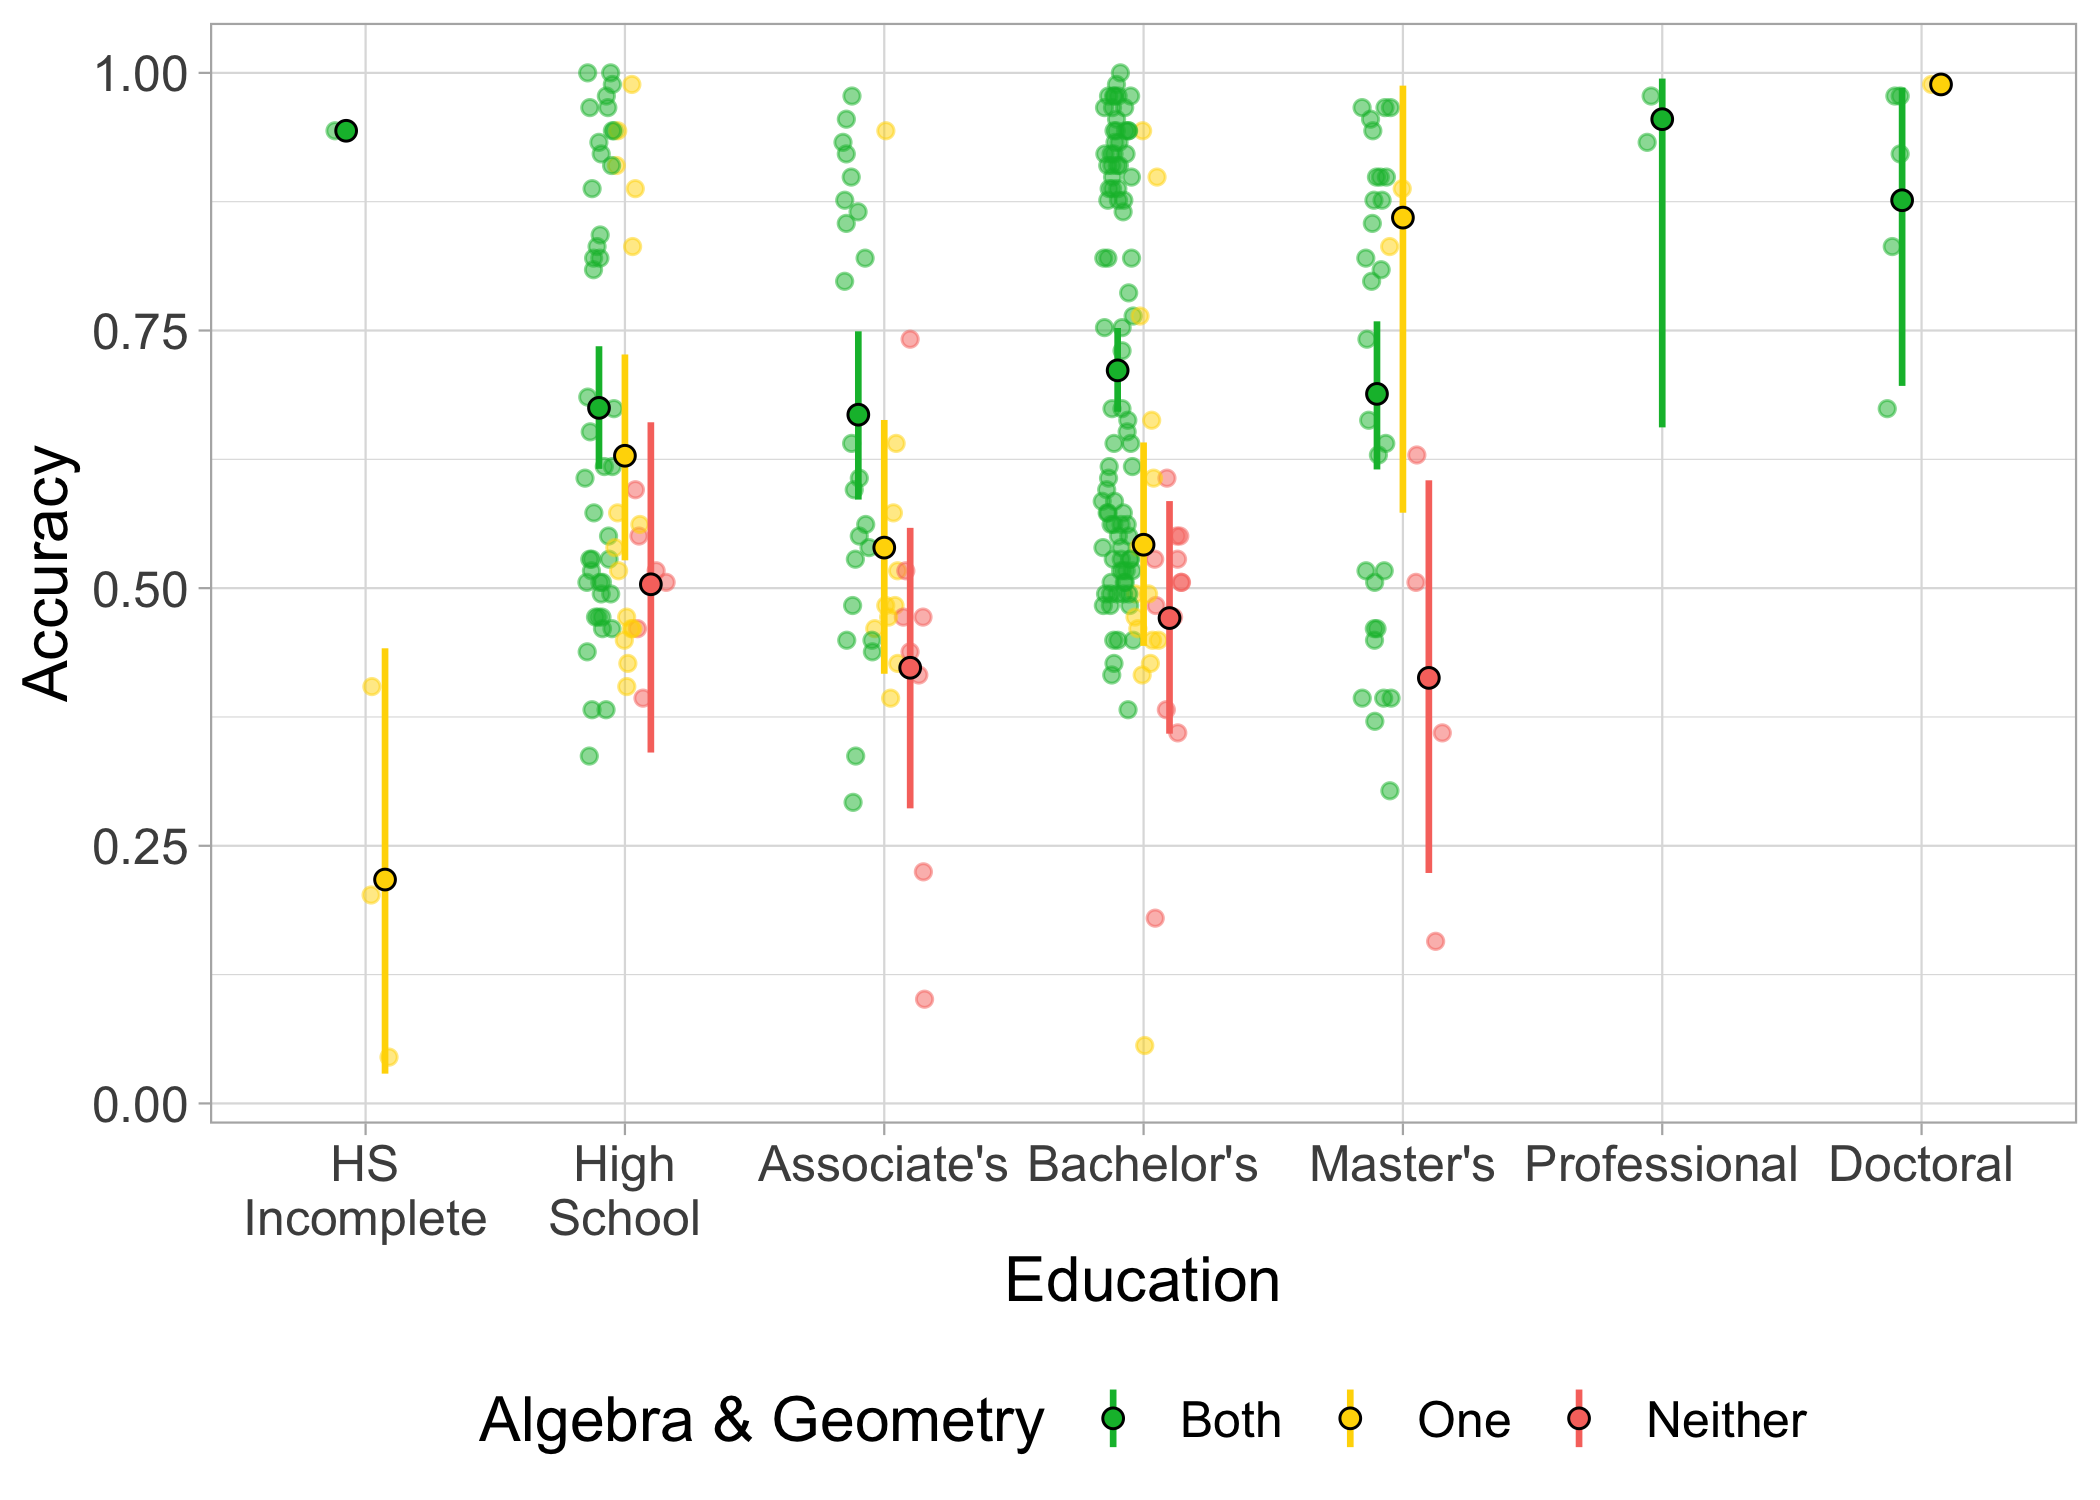 1.00
0.75
0.50
0.25
0.00
Accuracy
HS
Incomplete
High
School
Associate's
Bachelor's
Master's
Professional
Doctoral
Education
Algebra & Geometry
Both
One
Neither